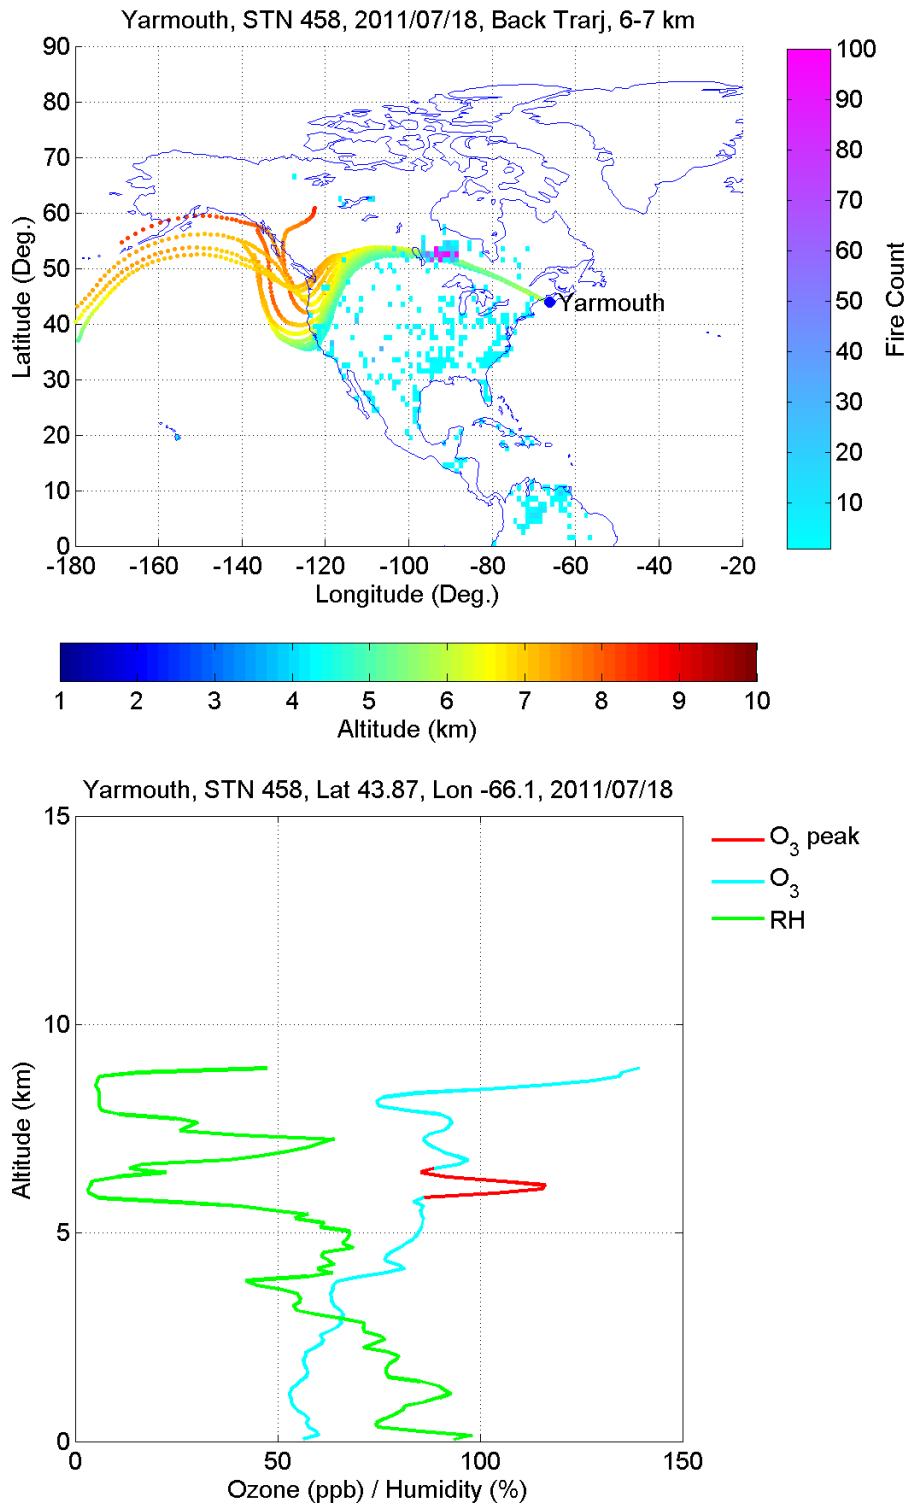 Yarmouth, STN 458, 2011/07/18, Back Trarj, 6-7 km
90
80
70
60
50
40
30
20
10
0
Latitude (Deg.)
-180 -160 -140 -120 -100 -80 -60 -40 -20
Longitude (Deg.)
Yarmouth
100
90
80
70
60
50
40
30
20
10
Fire Count
1 2 3 4 5 6 7 8 9 10
Altitude (km)
Yarmouth, STN 458, Lat 43.87, Lon -66.1, 2011/07/18
15
10
5
0
Altitude (km)
0 50 100 150
Ozone (ppb) / Humidity (%)
O3 peak
O3
RH